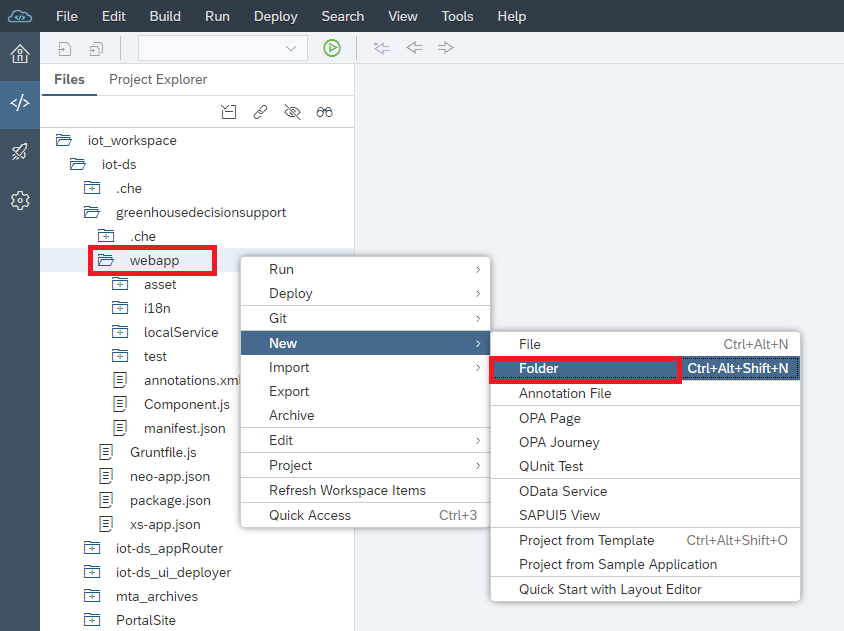 File Edit Build Run Deploy Search View Tools Help
Files Project Explorer
iot_workspace
iot-ds
.che
greenhousedecisionsupport
.che
webapp
asset
i18n
localService
test
annotations.xml
Component.js
manifest.json
Gruntfile.js
neo-app.json
package.json
xs-app.json
iot-ds_appRouter
iot-ds_ui_deployer
mta_archives
PortalSite
Run
Deploy
Git
New
Import
Export
Archive
Edit
Project
Refresh Workspace Items
Quick Access Ctrl+3
File Ctrl+Alt+N
Folder Ctrl+Alt+Shift+N
Annotation File
OPA Page
OPA Journey
QUnit Test
OData Service
SAPUI5 View
Project from Template Ctrl+Alt+Shift+O
Project from Sample Application
Quick Start with Layout Editor